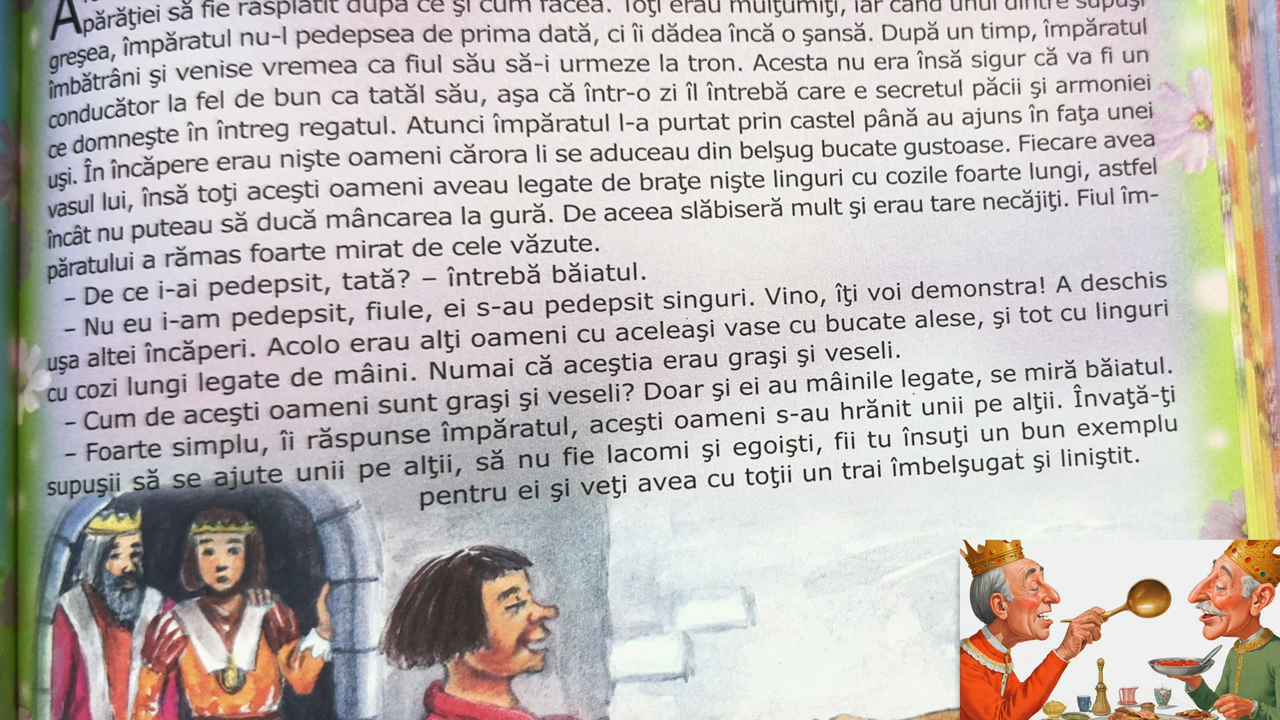 Apărăţiei să fie răsplătit după ce şi cum făcea. Toţi erau mulţumiţi, iar când unul dintre supuşi
greşea, împăratul nu-l pedepsea de prima dată, ci îi dădea încă o şansă. După un timp, împăratul
îmbătrâni şi venise vremea ca fiul său să-i urmeze la tron. Acesta nu era însă sigur că va fi un
conducător la fel de bun ca tatăl său, aşa că într-o zi îl întrebă care e secretul păcii şi armoniei
ce domneşte în întreg regatul. Atunci împăratul l-a purtat prin castel până au ajuns în faţa unei
uşi. În încăpere erau nişte oameni cărora li se aduceau din belşug bucate gustoase. Fiecare avea
vasul lui, însă toţi aceşti oameni aveau legate de braţe nişte linguri cu cozile foarte lungi, astfel
încât nu puteau să ducă mâncarea la gură. De aceea slăbiseră mult şi erau tare necăjiţi. Fiul îm-
păratului a rămas foarte mirat de cele văzute.
– De ce i-ai pedepsit, tată? – întrebă băiatul.
– Nu eu i-am pedepsit, fiule, ei s-au pedepsit singuri. Vino, îţi voi demonstra! A deschis
uşa altei încăperi. Acolo erau alţi oameni cu aceleaşi vase cu bucate alese, şi tot cu linguri
cu cozi lungi legate de mâini. Numai că aceştia erau graşi şi veseli.
– Cum de aceşti oameni sunt graşi şi veseli? Doar şi ei au mâinile legate, se miră băiatul.
– Foarte simplu, îi răspunse împăratul, aceşti oameni s-au hrănit unii pe alţii. Învaţă-ţi
supuşii să se ajute unii pe alţii, să nu fie lacomi şi egoişti, fii tu însuţi un bun exemplu
pentru ei şi veţi avea cu toţii un trai îmbelşugat şi liniştit.